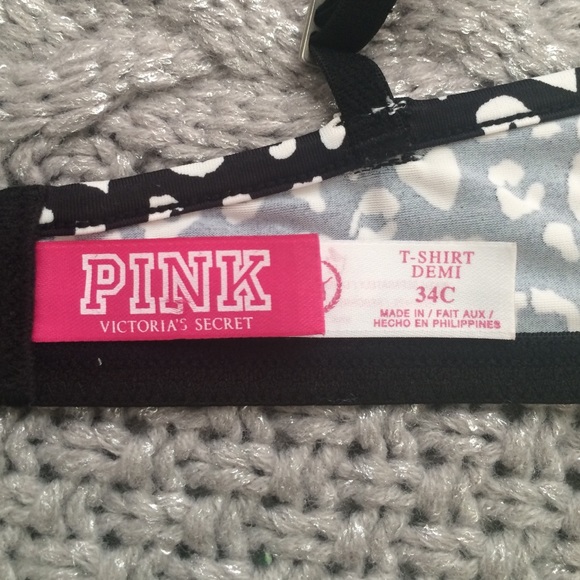 PINK
VICTORIA'S SECRET
T-SHIRT
DEMI
34C
MADE IN / FAIT AUX /
HECHO EN PHILIPPINES